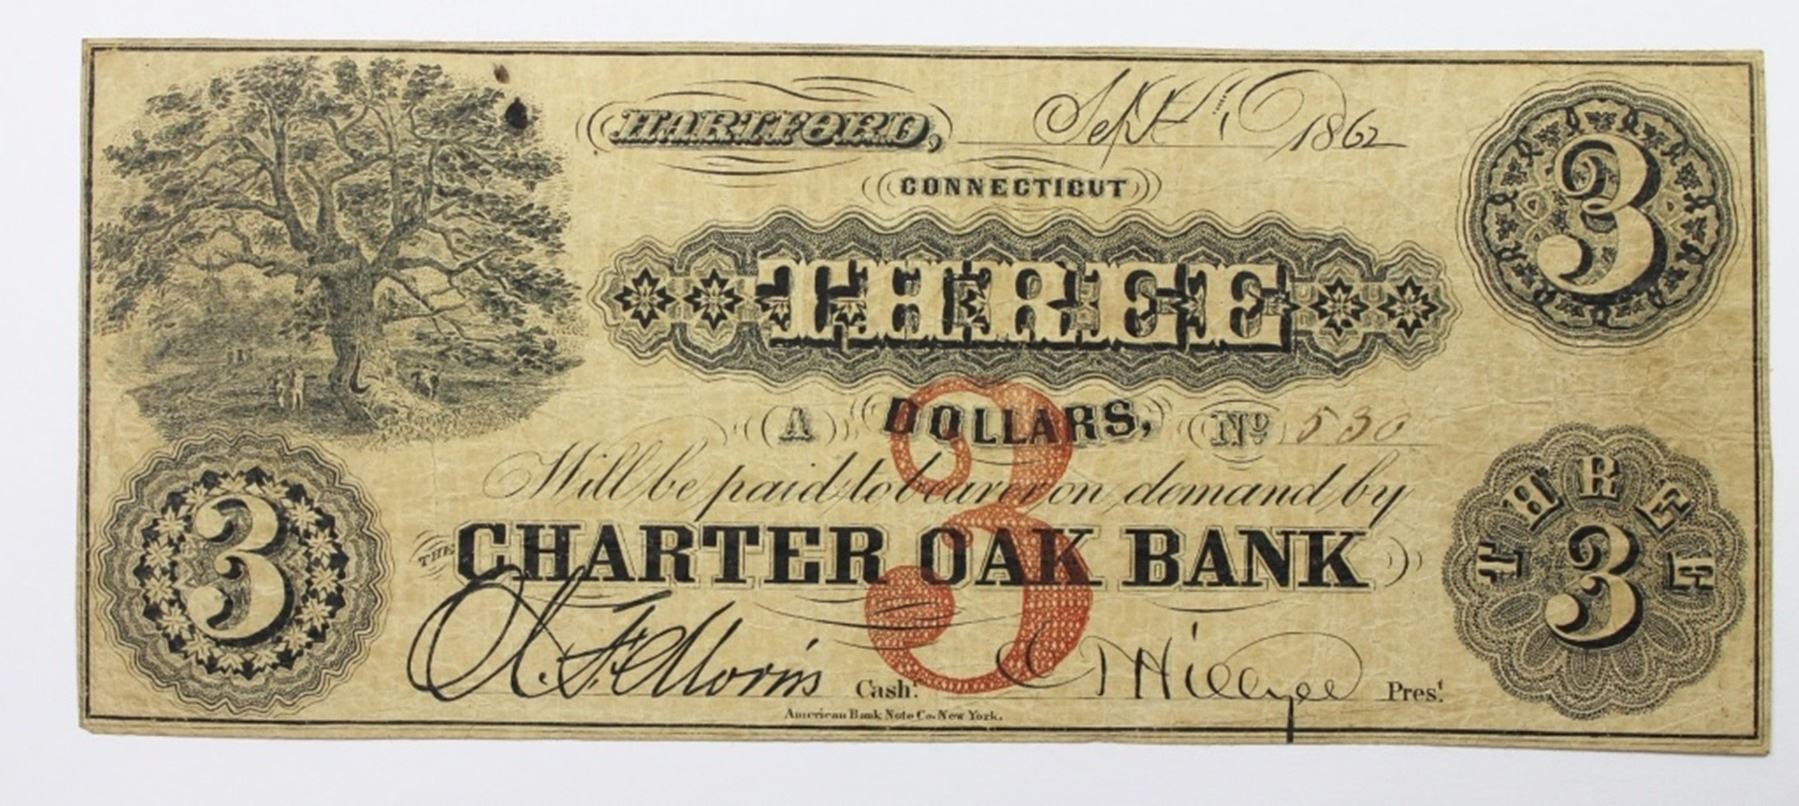 HARTFORD, Sept 1 1862
CONNECTICUT
3
THREE
A DOLLARS, No 530
3
Will be paid to bearer on demand by
THE CHARTER OAK BANK
3
THREE
3
Cash.
Pres.t
American Bank Note Co. New York.